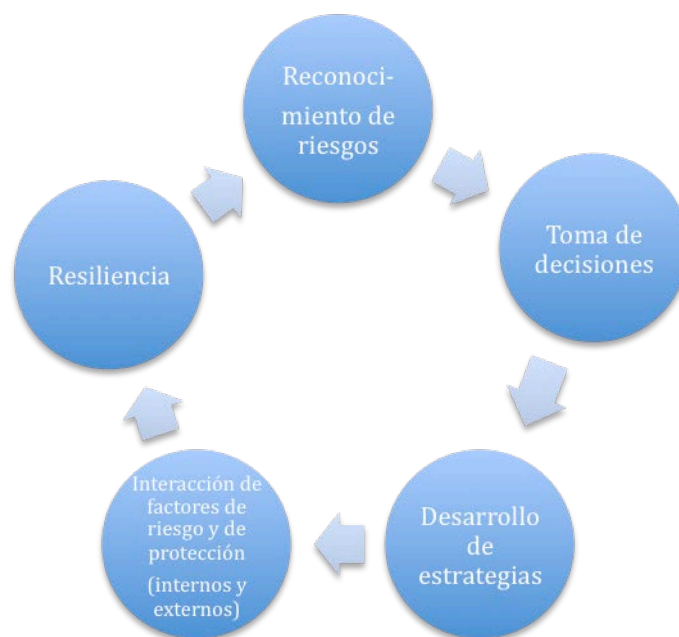 Reconoci-
miento de
riesgos
Toma de
decisiones
Desarrollo
de
estrategias
Interacción de
factores de
riesgo y de
protección
(internos y
externos)
Resiliencia